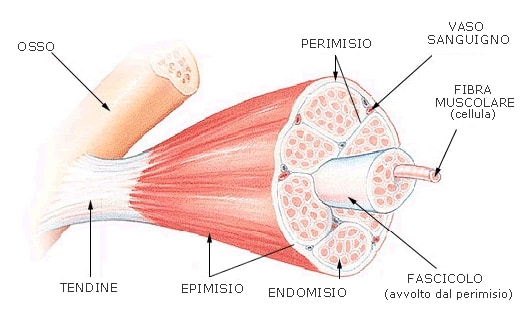 OSSO
PERIMISIO
VASO
SANGUIGNO
FIBRA
MUSCOLARE
(cellula)
TENDINE
EPIMISIO
ENDOMISIO
FASCICOLO
(avvolto dal perimisio)